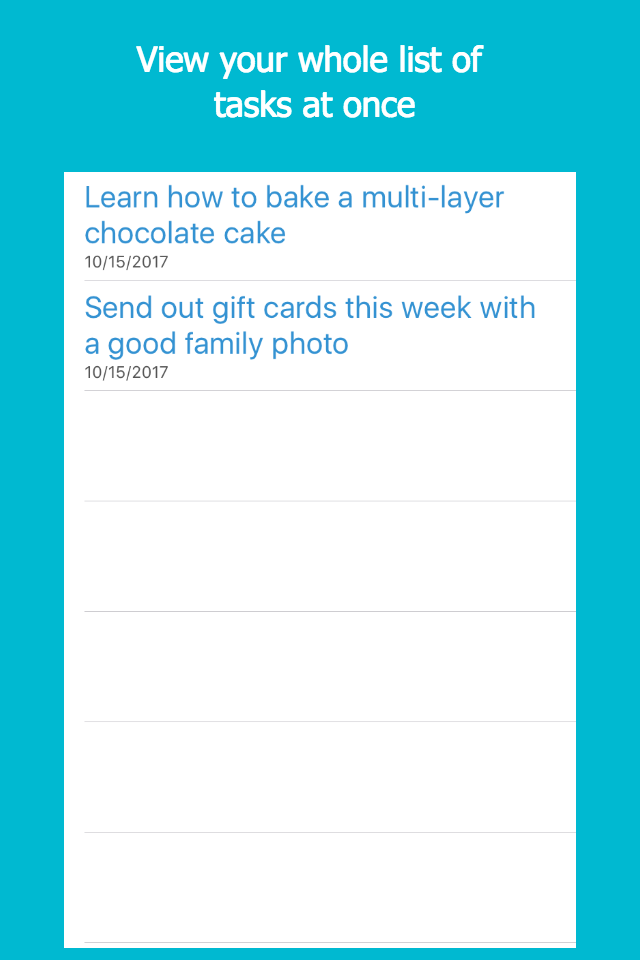 View your whole list of
tasks at once
Learn how to bake a multi-layer
chocolate cake
10/15/2017
Send out gift cards this week with
a good family photo
10/15/2017